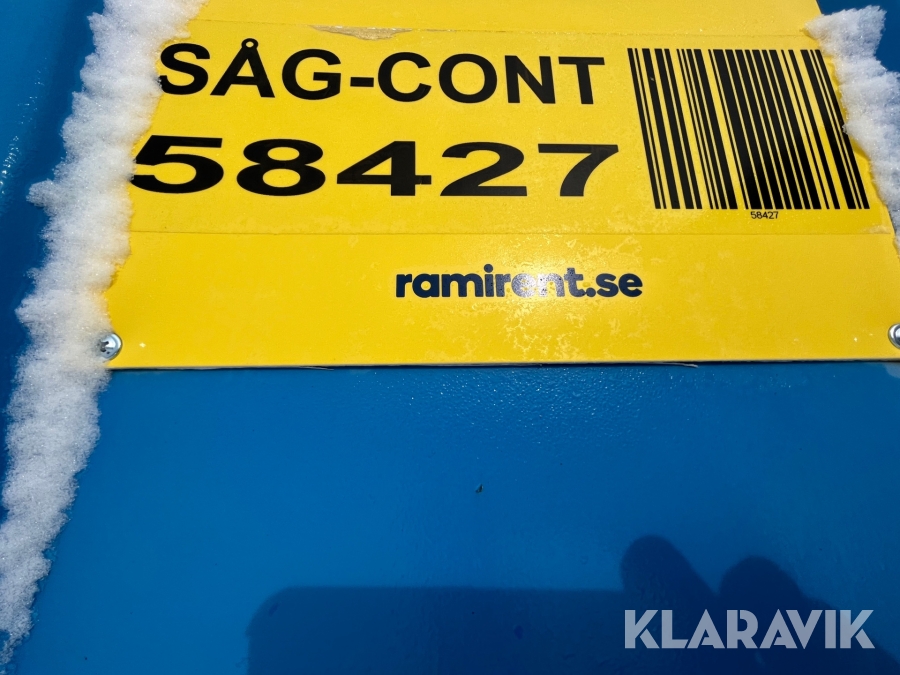 SÅG-CONT
58427
58427
ramirent.se
KLARAVIK